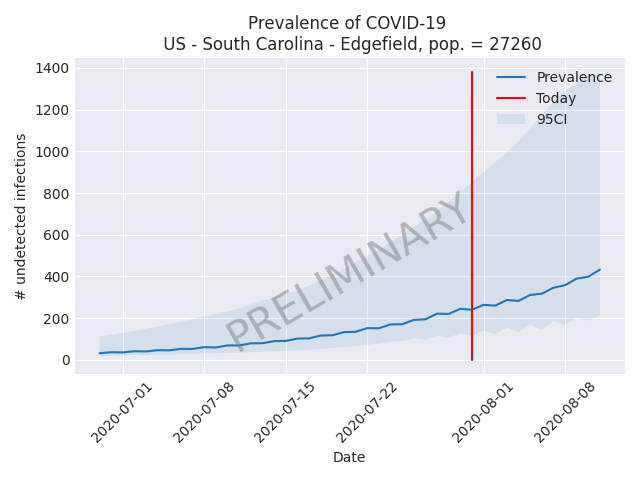 Prevalence of COVID-19
US - South Carolina - Edgefield, pop. = 27260
1400
1200
1000
800
600
400
200
0
# undetected infections
Prevalence
Today
95CI
PRELIMINARY
2020-07-01
2020-07-08
2020-07-15
2020-07-22
2020-08-01
2020-08-08
Date